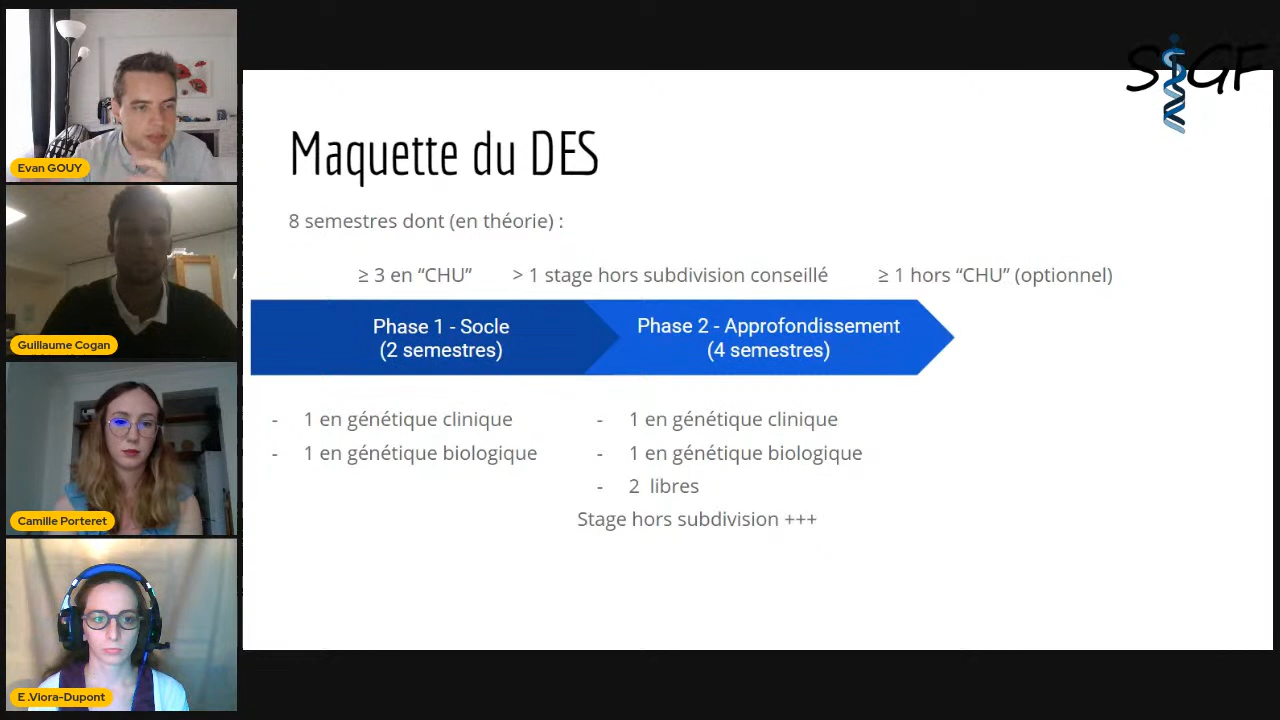 Evan GOUY
Guillaume Cogan
Camille Porteret
E .Viora-Dupont
SIGF
Maquette du DES
8 semestres dont (en théorie) :
≥ 3 en “CHU”
> 1 stage hors subdivision conseillé
≥ 1 hors “CHU” (optionnel)
Phase 1 - Socle
(2 semestres)
Phase 2 - Approfondissement
(4 semestres)
- 1 en génétique clinique
- 1 en génétique biologique
- 1 en génétique clinique
- 1 en génétique biologique
- 2 libres
Stage hors subdivision +++